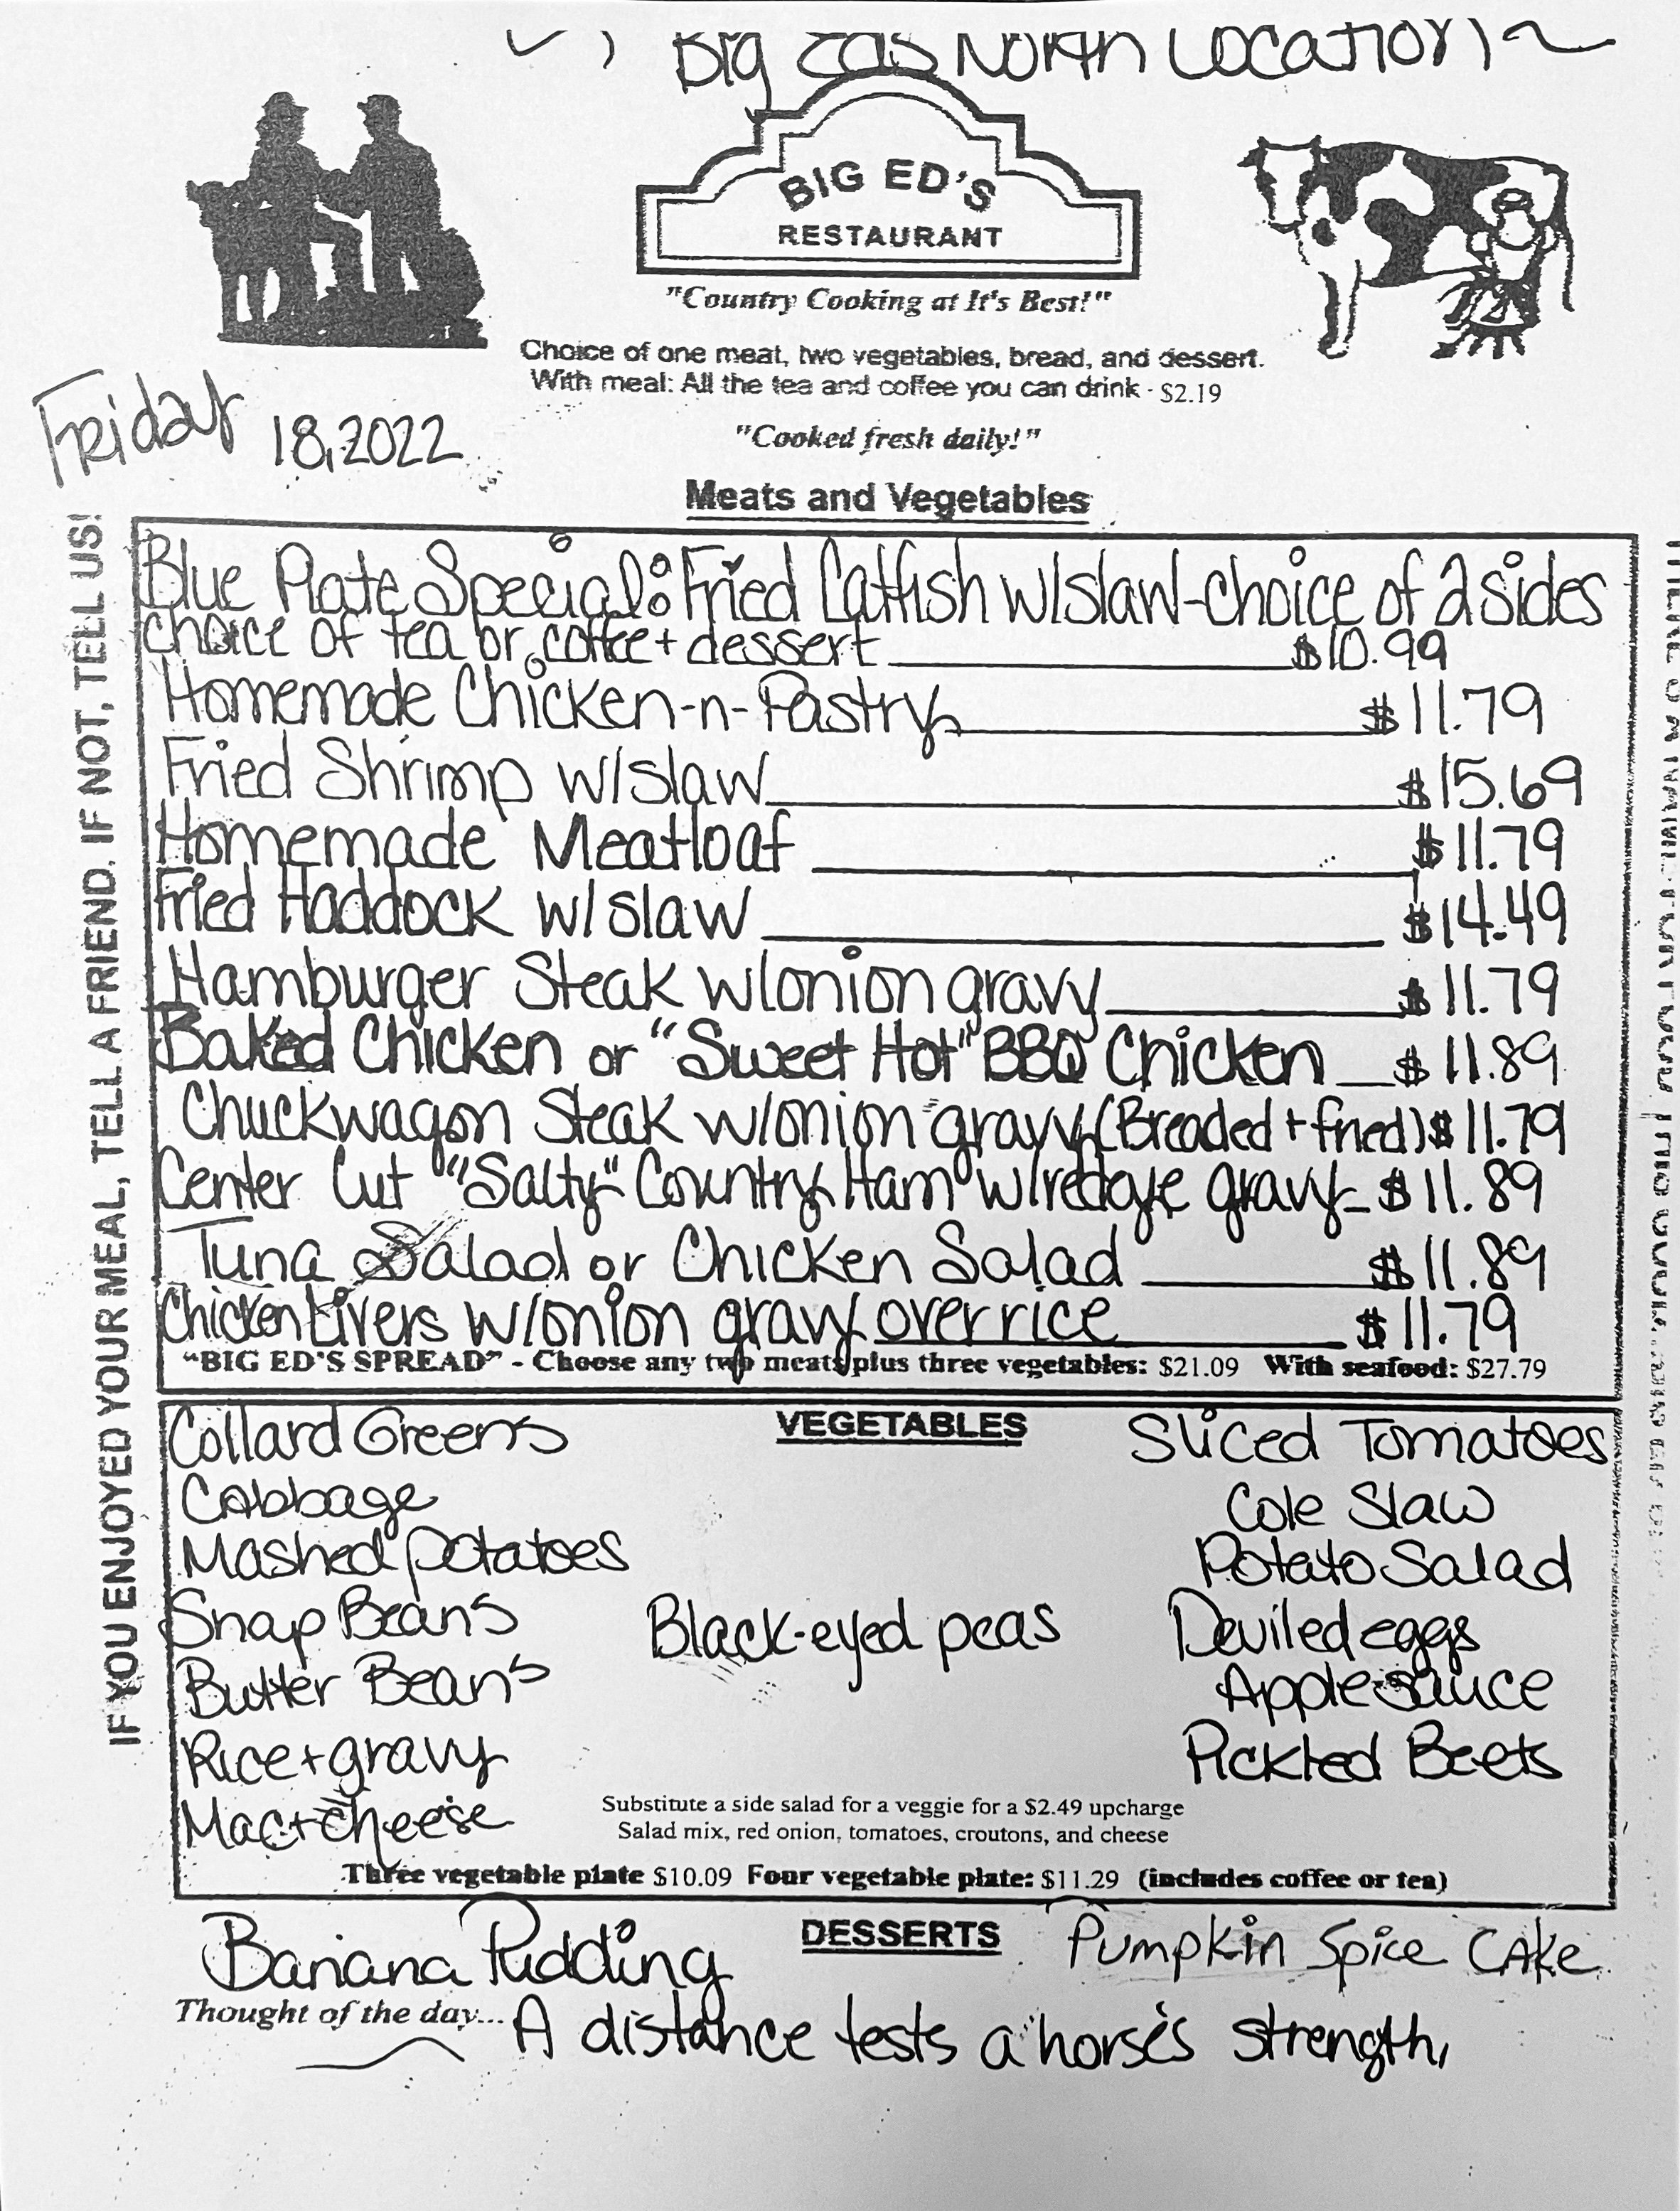 Big Eds North Location
BIG ED'S
RESTAURANT
"Country Cooking at It's Best!"
Choice of one meat, two vegetables, bread, and dessert.
With meal: All the tea and coffee you can drink - $2.19
Friday 18, 2022
"Cooked fresh daily!"
IF YOU ENJOYED YOUR MEAL, TELL A FRIEND. IF NOT, TELL US!
Meats and Vegetables
Blue Plate Special: Fried Catfish w/slaw-choice of 2 sides
choice of tea or coffee + dessert $10.99
Homemade Chicken-n-Pastry $11.79
Fried Shrimp w/slaw $15.69
Homemade Meatloaf $11.79
Fried Haddock w/slaw $14.49
Hamburger Steak w/onion gravy $11.79
Baked Chicken or "Sweet Hot" BBQ Chicken $11.89
Chuckwagon Steak w/onion gravy (Breaded + fried) $11.79
Center Cut "Salty" Country Ham w/redeye gravy $11.89
Tuna Salad or Chicken Salad $11.89
Chicken Livers w/onion gravy over rice $11.79
"BIG ED'S SPREAD" - Choose any two meats plus three vegetables: $21.09 With seafood: $27.79
VEGETABLES
Collard Greens
Cabbage
Mashed potatoes
Snap Beans
Butter Beans
Rice + gravy
Mac + cheese
Black-eyed peas
Sliced Tomatoes
Cole Slaw
Potato Salad
Deviled eggs
Applesauce
Pickled Beets
Substitute a side salad for a veggie for a $2.49 upcharge
Salad mix, red onion, tomatoes, croutons, and cheese
Three vegetable plate $10.09 Four vegetable plate: $11.29 (includes coffee or tea)
DESSERTS
Banana Pudding
Pumpkin Spice CAke
Thought of the day... A distance tests a horse's strength,